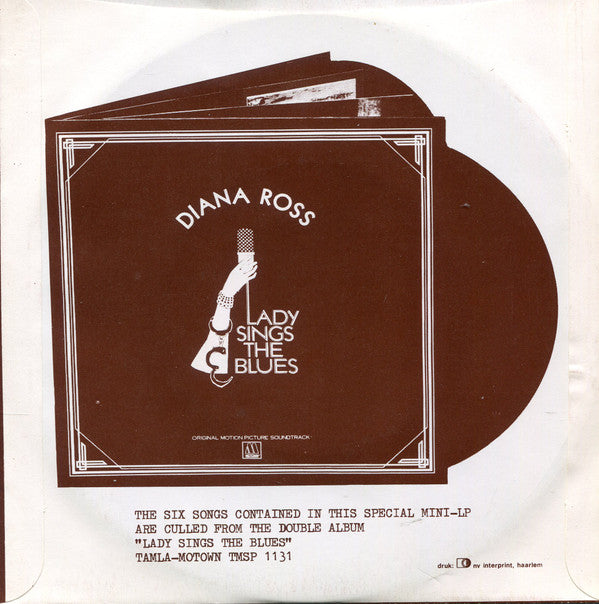 DIANA ROSS
LADY
SINGS
THE
BLUES
ORIGINAL MOTION PICTURE SOUNDTRACK
M
THE SIX SONGS CONTAINED IN THIS SPECIAL MINI-LP
ARE CULLED FROM THE DOUBLE ALBUM
"LADY SINGS THE BLUES"
TAMLA-MOTOWN TMSP 1131
druk: nv interprint, haarlem